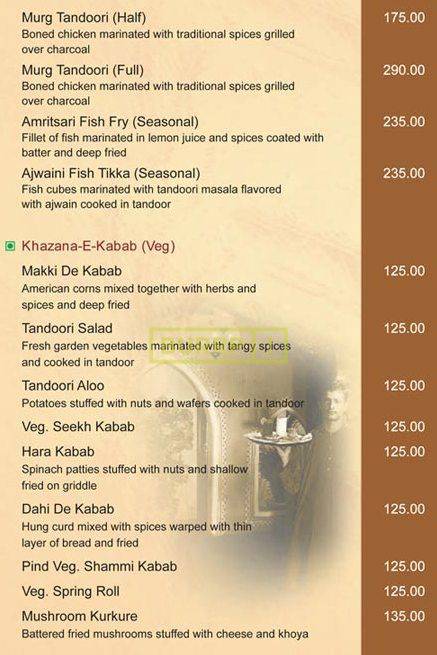 Murg Tandoori (Half) 175.00
Boned chicken marinated with traditional spices grilled
over charcoal
Murg Tandoori (Full) 290.00
Boned chicken marinated with traditional spices grilled
over charcoal
Amritsari Fish Fry (Seasonal) 235.00
Fillet of fish marinated in lemon juice and spices coated with
batter and deep fried
Ajwaini Fish Tikka (Seasonal) 235.00
Fish cubes marinated with tandoori masala flavored
with ajwain cooked in tandoor
Khazana-E-Kabab (Veg)
Makki De Kabab 125.00
American corns mixed together with herbs and
spices and deep fried
Tandoori Salad 125.00
Fresh garden vegetables marinated with tangy spices
and cooked in tandoor
Tandoori Aloo 125.00
Potatoes stuffed with nuts and wafers cooked in tandoor
Veg. Seekh Kabab 125.00
Hara Kabab 125.00
Spinach patties stuffed with nuts and shallow
fried on griddle
Dahi De Kabab 125.00
Hung curd mixed with spices warped with thin
layer of bread and fried
Pind Veg. Shammi Kabab 125.00
Veg. Spring Roll 125.00
Mushroom Kurkure 135.00
Battered fried mushrooms stuffed with cheese and khoya